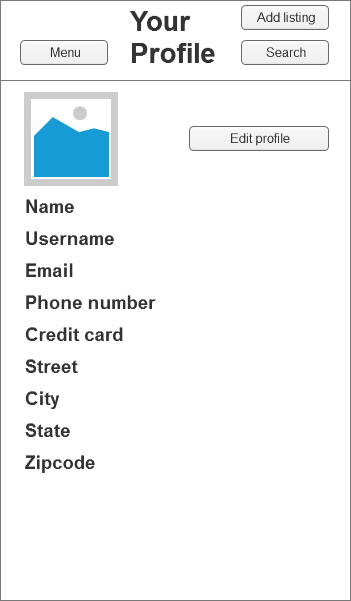 Your
Profile
Add listing
Menu
Search
Edit profile
Name
Username
Email
Phone number
Credit card
Street
City
State
Zipcode